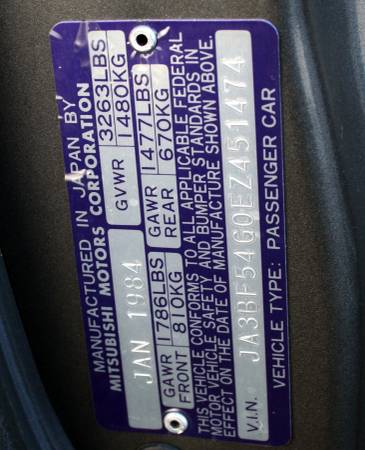 MANUFACTURED IN JAPAN BY
MITSUBISHI MOTORS CORPORATION
JAN 1984
GVWR 3263LBS
1480KG
GAWR FRONT 1786LBS
810KG
GAWR REAR 1477LBS
670KG
THIS VEHICLE CONFORMS TO ALL APPLICABLE FEDERAL
MOTOR VEHICLE SAFETY AND BUMPER STANDARDS IN
EFFECT ON THE DATE OF MANUFACTURE SHOWN ABOVE.
V.I.N. JA3BF54G0EZ451474
VEHICLE TYPE: PASSENGER CAR